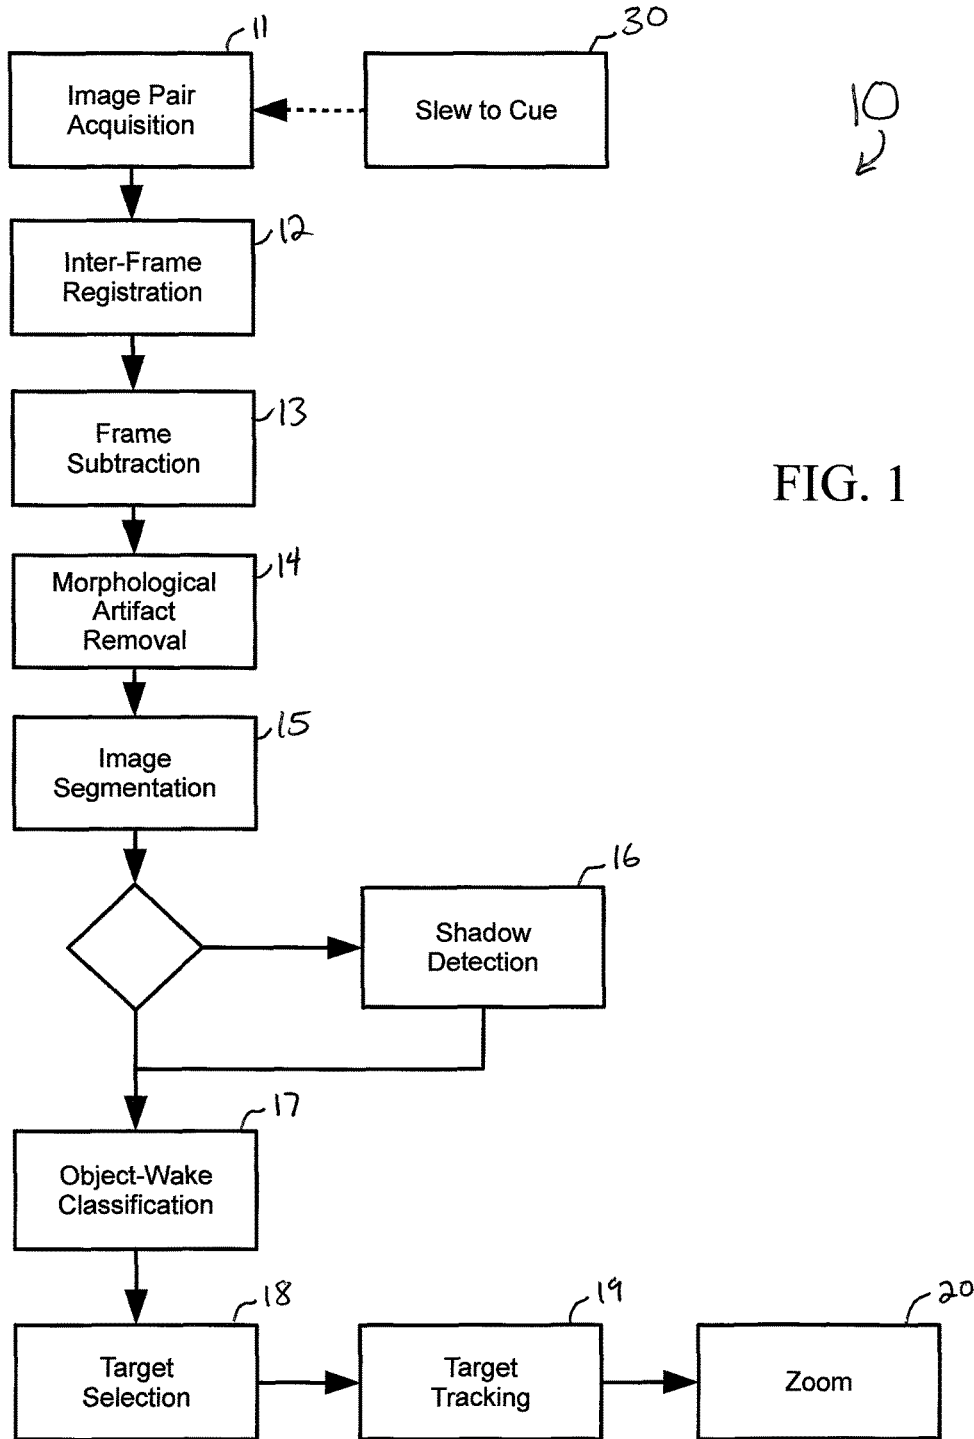 11
30
Image Pair
Acquisition
Slew to Cue
10
12
Inter-Frame
Registration
13
Frame
Subtraction
FIG. 1
14
Morphological
Artifact
Removal
15
Image
Segmentation
16
Shadow
Detection
17
Object-Wake
Classification
18
19
20
Target
Selection
Target
Tracking
Zoom